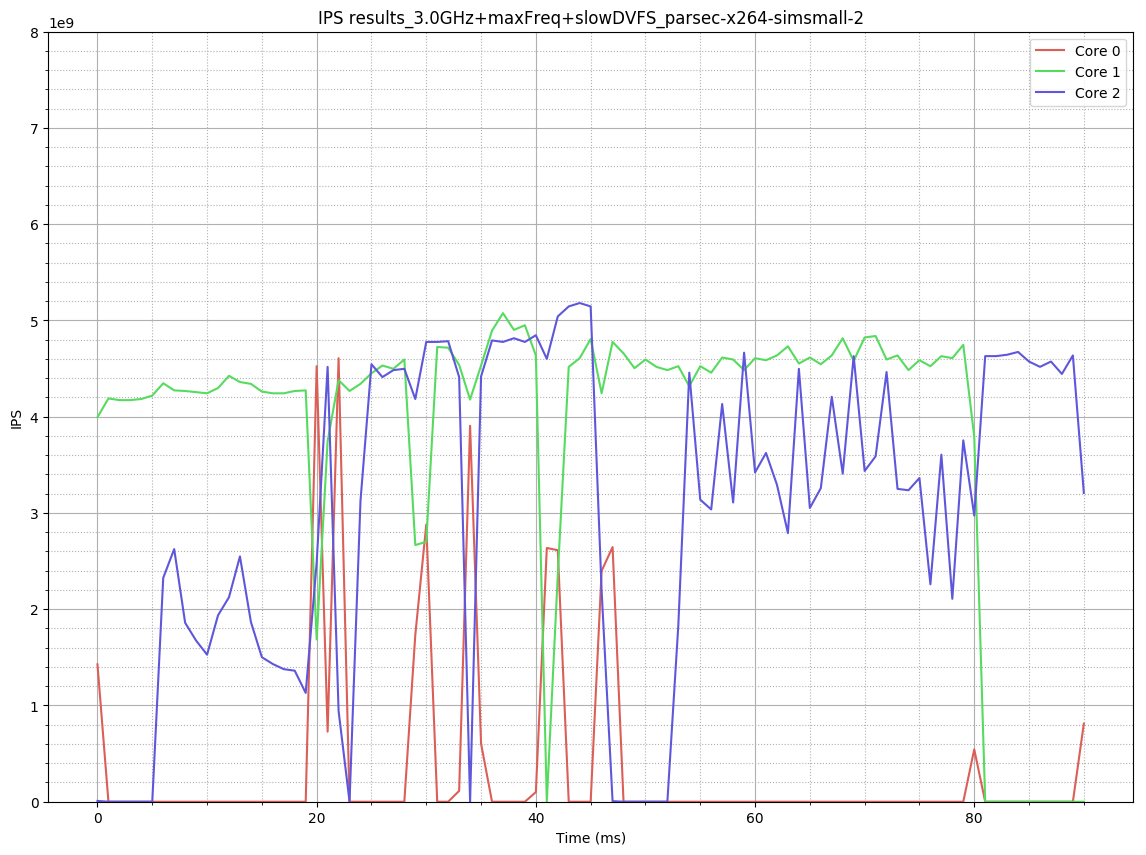 IPS results_3.0GHz+maxFreq+slowDVFS_parsec-x264-simsmall-2
1e9
Core 0
Core 1
Core 2
8
7
6
5
4
3
2
1
0
IPS
0 20 40 60 80
Time (ms)